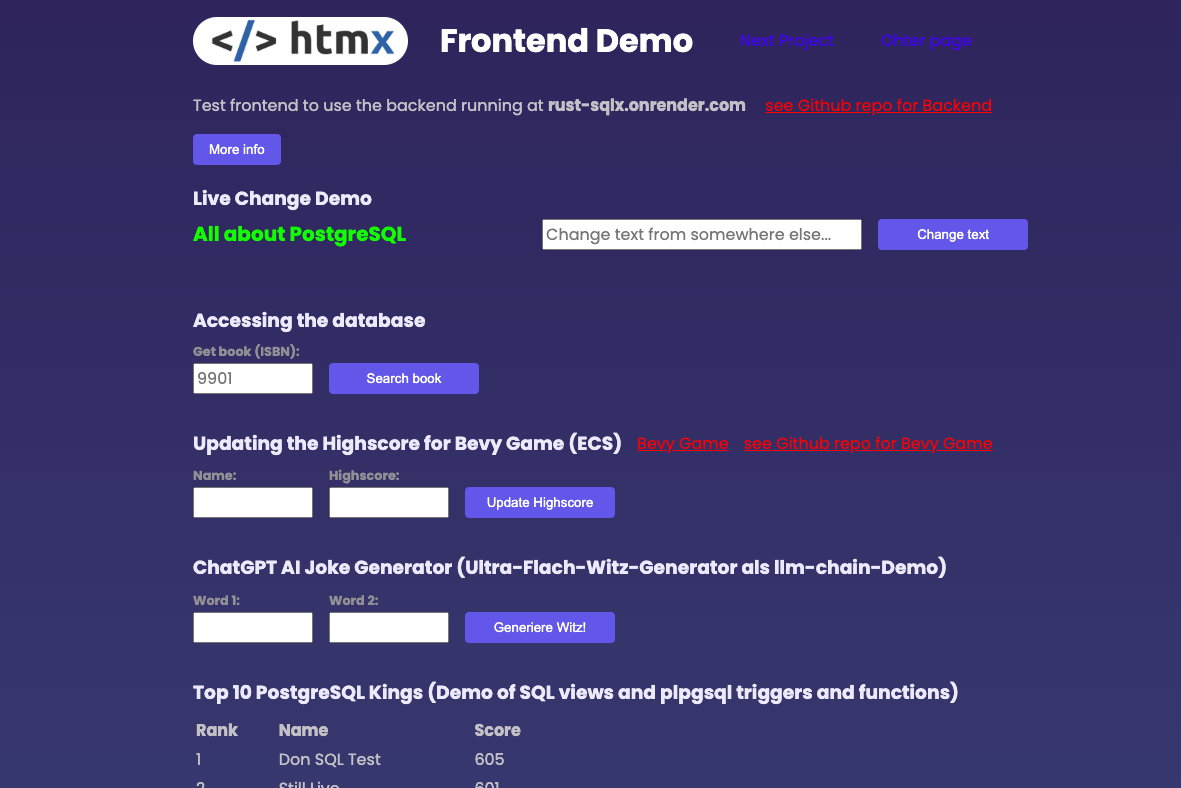 </> htmx Frontend Demo Next Project Ohter page
Test frontend to use the backend running at rust-sqlx.onrender.com see Github repo for Backend
More info
Live Change Demo
All about PostgreSQL Change text from somewhere else... Change text
Accessing the database
Get book (ISBN):
9901 Search book
Updating the Highscore for Bevy Game (ECS) Bevy Game see Github repo for Bevy Game
Name: Highscore:
Update Highscore
ChatGPT AI Joke Generator (Ultra-Flach-Witz-Generator als llm-chain-Demo)
Word 1: Word 2:
Generiere Witz!
Top 10 PostgreSQL Kings (Demo of SQL views and plpgsql triggers and functions)
Rank Name Score
1 Don SQL Test 605
2 Still Live 601